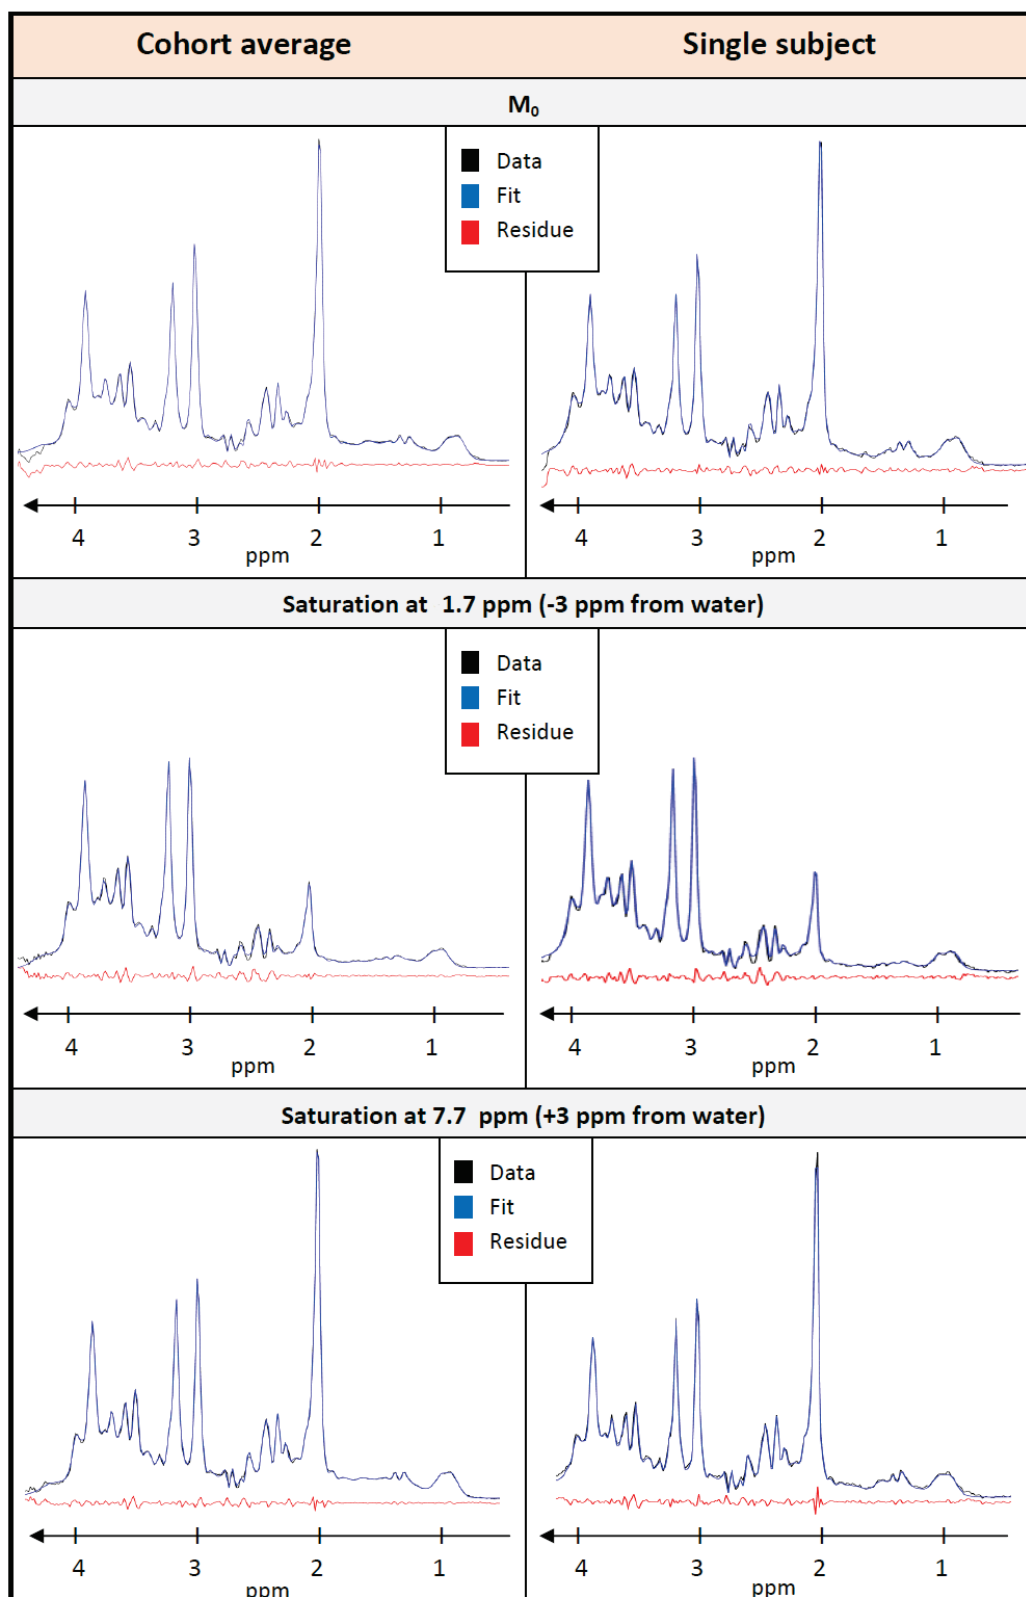 Cohort average Single subject
M₀
Data
Fit
Residue
4 3 2 1 4 3 2 1
ppm ppm
Saturation at 1.7 ppm (-3 ppm from water)
Data
Fit
Residue
4 3 2 1 4 3 2 1
ppm ppm
Saturation at 7.7 ppm (+3 ppm from water)
Data
Fit
Residue
4 3 2 1 4 3 2 1
ppm ppm